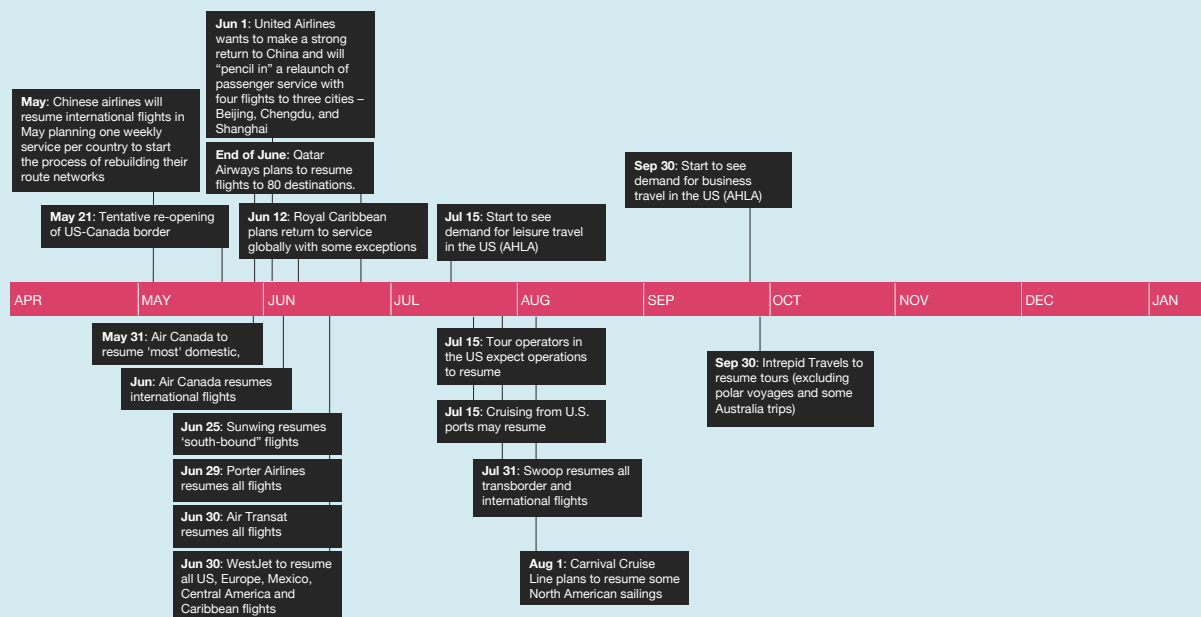 Jun 1: United Airlines
wants to make a strong
return to China and will
“pencil in” a relaunch of
passenger service with
four flights to three cities –
Beijing, Chengdu, and
Shanghai
May: Chinese airlines will
resume international flights in
May planning one weekly
service per country to start
the process of rebuilding their
route networks
End of June: Qatar
Airways plans to resume
flights to 80 destinations.
Sep 30: Start to see
demand for business
travel in the US (AHLA)
May 21: Tentative re-opening
of US-Canada border
Jun 12: Royal Caribbean
plans return to service
globally with some exceptions
Jul 15: Start to see
demand for leisure travel
in the US (AHLA)
APR
MAY
JUN
JUL
AUG
SEP
OCT
NOV
DEC
JAN
May 31: Air Canada to
resume 'most' domestic,
Jun: Air Canada resumes
international flights
Jun 25: Sunwing resumes
'south-bound” flights
Jun 29: Porter Airlines
resumes all flights
Jun 30: Air Transat
resumes all flights
Jun 30: WestJet to resume
all US, Europe, Mexico,
Central America and
Caribbean flights
Jul 15: Tour operators in
the US expect operations
to resume
Jul 15: Cruising from U.S.
ports may resume
Jul 31: Swoop resumes all
transborder and
international flights
Aug 1: Carnival Cruise
Line plans to resume some
North American sailings
Sep 30: Intrepid Travels to
resume tours (excluding
polar voyages and some
Australia trips)